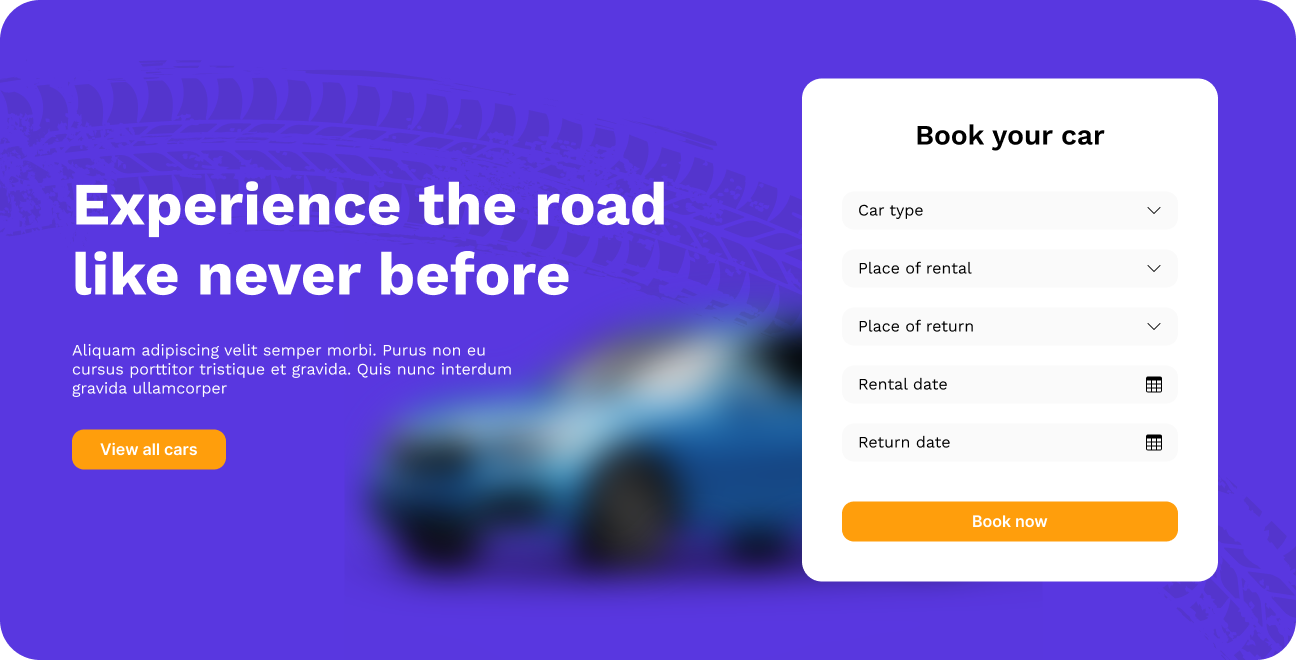 Experience the road
like never before
Aliquam adipiscing velit semper morbi. Purus non eu
cursus porttitor tristique et gravida. Quis nunc interdum
gravida ullamcorper
View all cars
Book your car
Car type
Place of rental
Place of return
Rental date
Return date
Book now